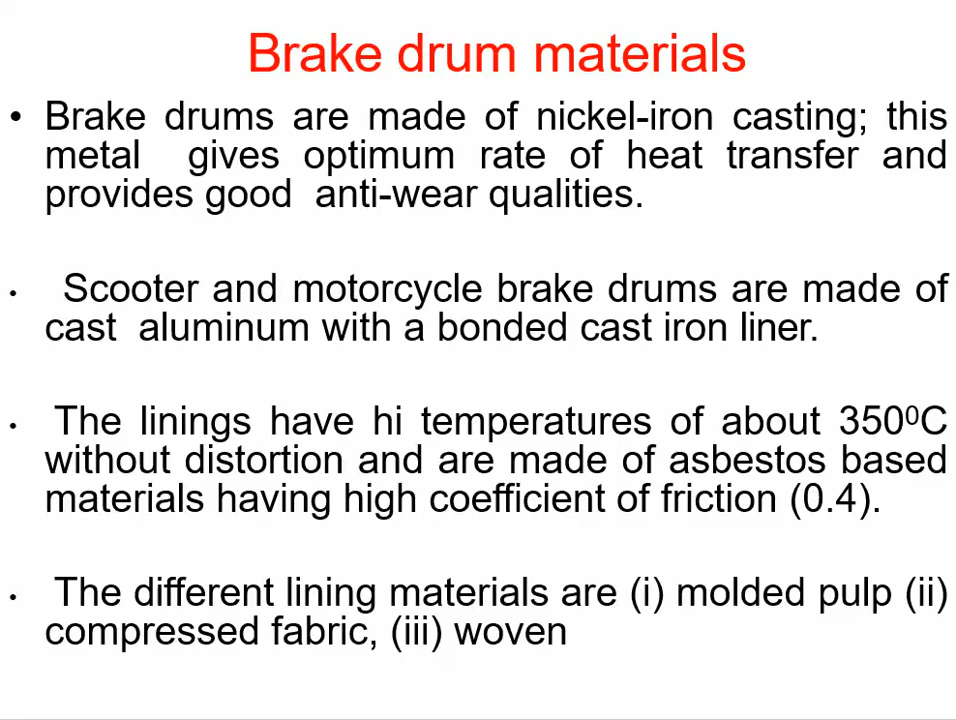 Brake drum materials
• Brake drums are made of nickel-iron casting; this
metal gives optimum rate of heat transfer and
provides good anti-wear qualities.
• Scooter and motorcycle brake drums are made of
cast aluminum with a bonded cast iron liner.
• The linings have hi temperatures of about 350⁰C
without distortion and are made of asbestos based
materials having high coefficient of friction (0.4).
• The different lining materials are (i) molded pulp (ii)
compressed fabric, (iii) woven